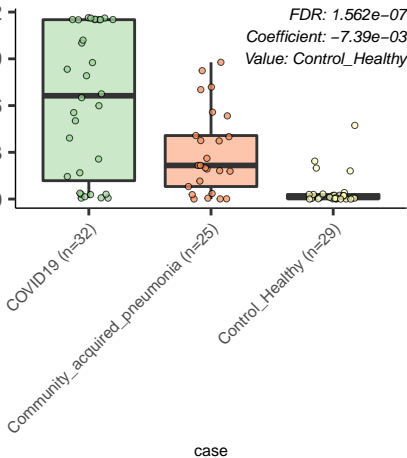 FDR: 1.562e−07
Coefficient: −7.39e−03
Value: Control_Healthy
COVID19 (n=32)
Community_acquired_pneumonia (n=25)
Control_Healthy (n=29)
case